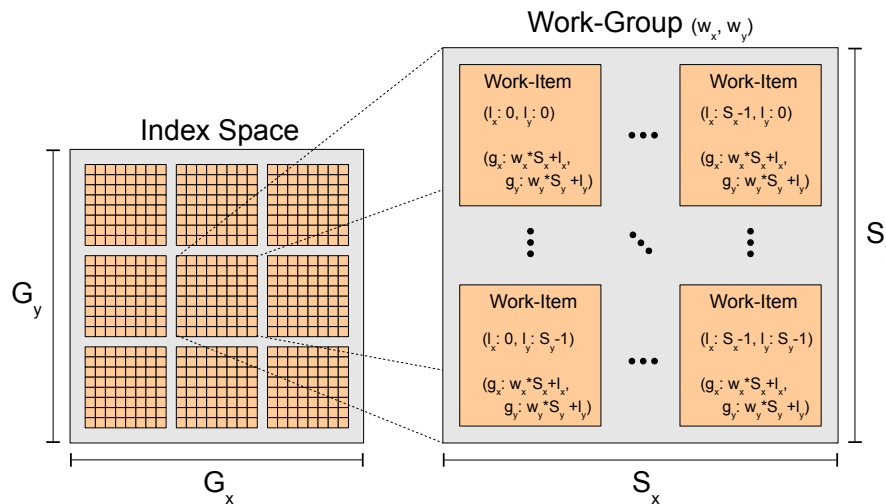 Work-Group (wx, wy)
Index Space
Gy
Gx
Work-Item Work-Item
(lx: 0, ly: 0) (lx: Sx-1, ly: 0)
(gx: wx*Sx+lx, (gx: wx*Sx+lx,
gy: wy*Sy +ly) gy: wy*Sy +ly)
S
Work-Item Work-Item
(lx: 0, ly: Sy-1) (lx: Sx-1, ly: Sy-1)
(gx: wx*Sx+lx, (gx: wx*Sx+lx,
gy: wy*Sy +ly) gy: wy*Sy +ly)
Sx